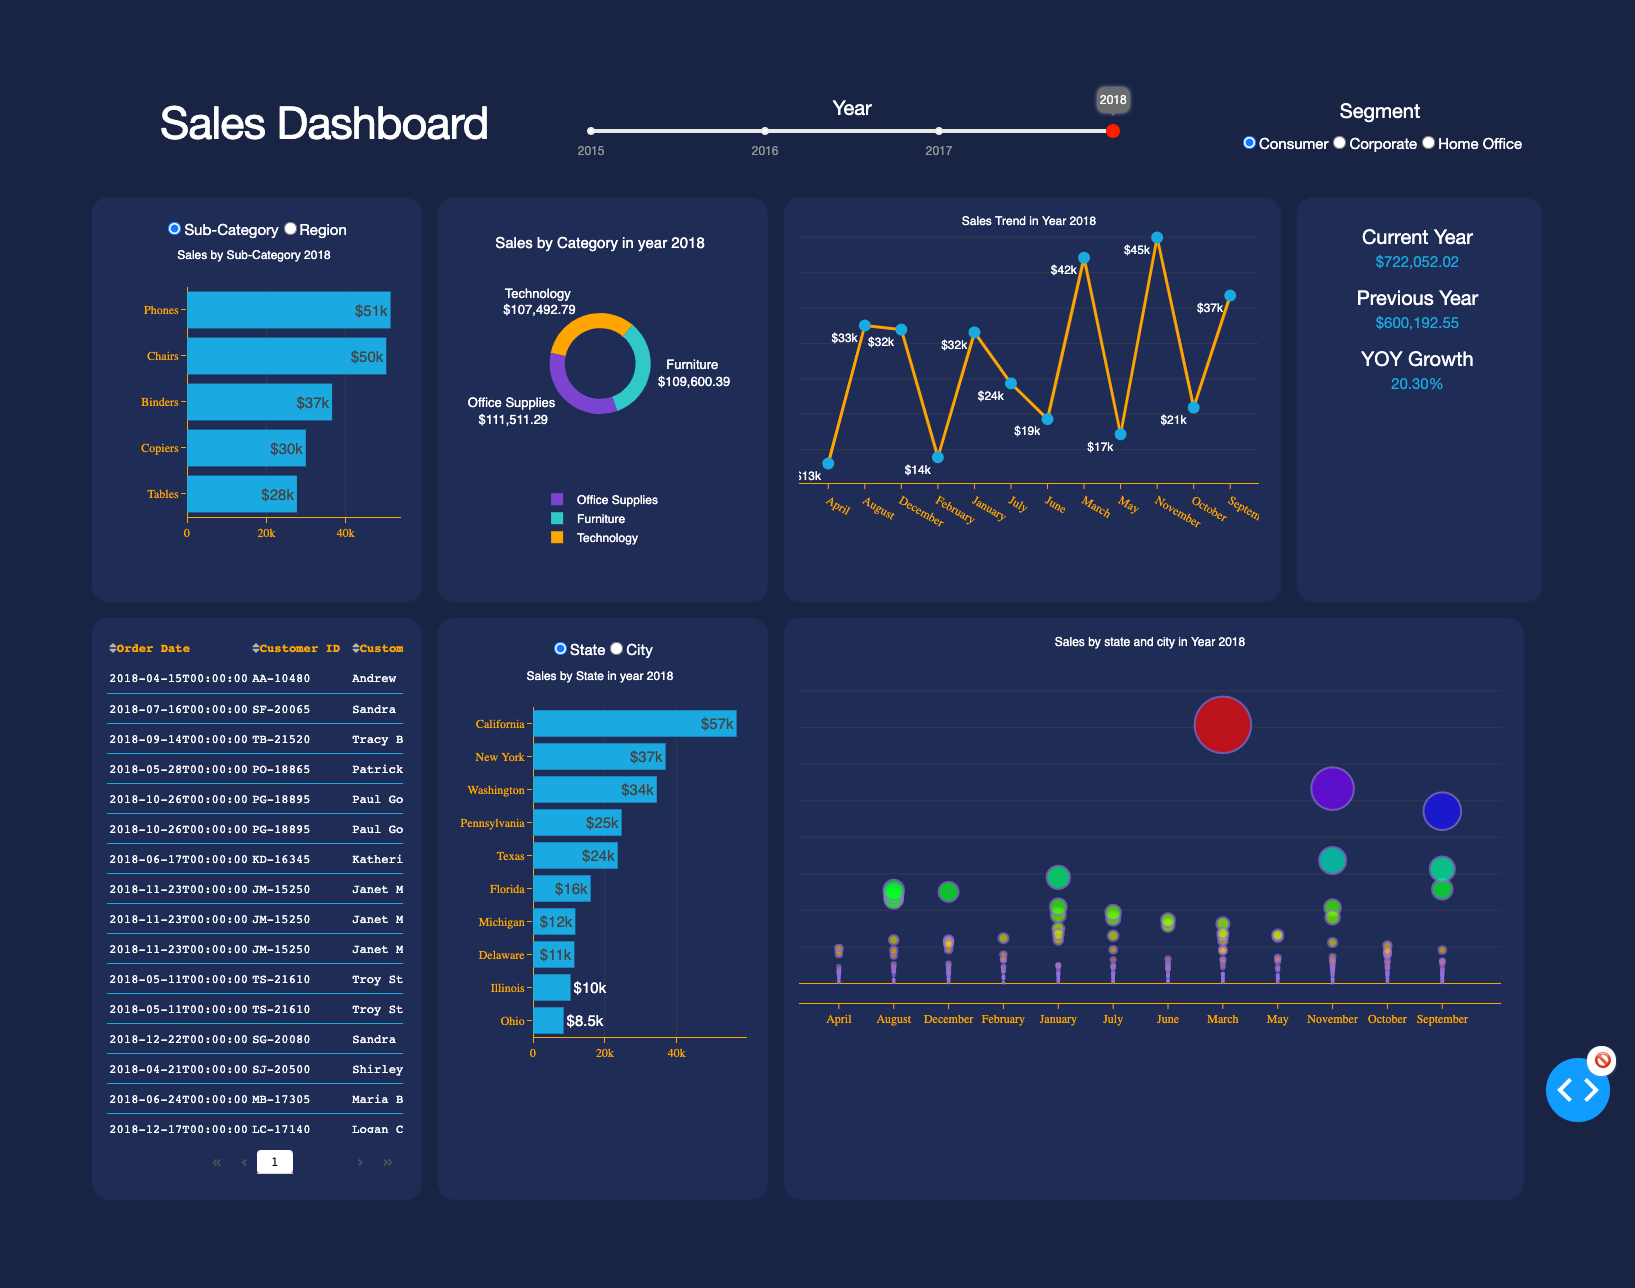 Sales Dashboard
Year
2018
2015
2016
2017
Segment
Consumer Corporate Home Office
Sub-Category Region
Sales by Sub-Category 2018
Phones
Chairs
Binders
Copiers
Tables
$51k
$50k
$37k
$30k
$28k
0 20k 40k
Sales by Category in year 2018
Technology
$107,492.79
Furniture
$109,600.39
Office Supplies
$111,511.29
Office Supplies
Furniture
Technology
Sales Trend in Year 2018
$13k
$33k
$32k
$14k
$32k
$24k
$19k
$42k
$17k
$45k
$21k
$37k
April
August
December
February
January
July
June
March
May
November
October
Septem
Current Year
$722,052.02
Previous Year
$600,192.55
YOY Growth
20.30%
Order Date Customer ID Custom
2018-04-15T00:00:00 AA-10480 Andrew
2018-07-16T00:00:00 SF-20065 Sandra
2018-09-14T00:00:00 TB-21520 Tracy B
2018-05-28T00:00:00 PO-18865 Patrick
2018-10-26T00:00:00 PG-18895 Paul Go
2018-10-26T00:00:00 PG-18895 Paul Go
2018-06-17T00:00:00 KD-16345 Katheri
2018-11-23T00:00:00 JM-15250 Janet M
2018-11-23T00:00:00 JM-15250 Janet M
2018-11-23T00:00:00 JM-15250 Janet M
2018-05-11T00:00:00 TS-21610 Troy St
2018-05-11T00:00:00 TS-21610 Troy St
2018-12-22T00:00:00 SG-20080 Sandra
2018-04-21T00:00:00 SJ-20500 Shirley
2018-06-24T00:00:00 MB-17305 Maria B
2018-12-17T00:00:00 LC-17140 Logan C
« ‹ 1 › »
State City
Sales by State in year 2018
California $57k
New York $37k
Washington $34k
Pennsylvania $25k
Texas $24k
Florida $16k
Michigan $12k
Delaware $11k
Illinois $10k
Ohio $8.5k
0 20k 40k
Sales by state and city in Year 2018
April August December February January July June March May November October September